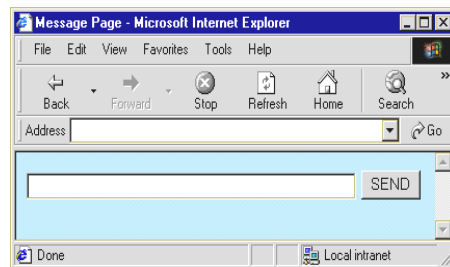 Message Page - Microsoft Internet Explorer
File Edit View Favorites Tools Help
Back Forward Stop Refresh Home Search »
Address Go
SEND
Done Local intranet